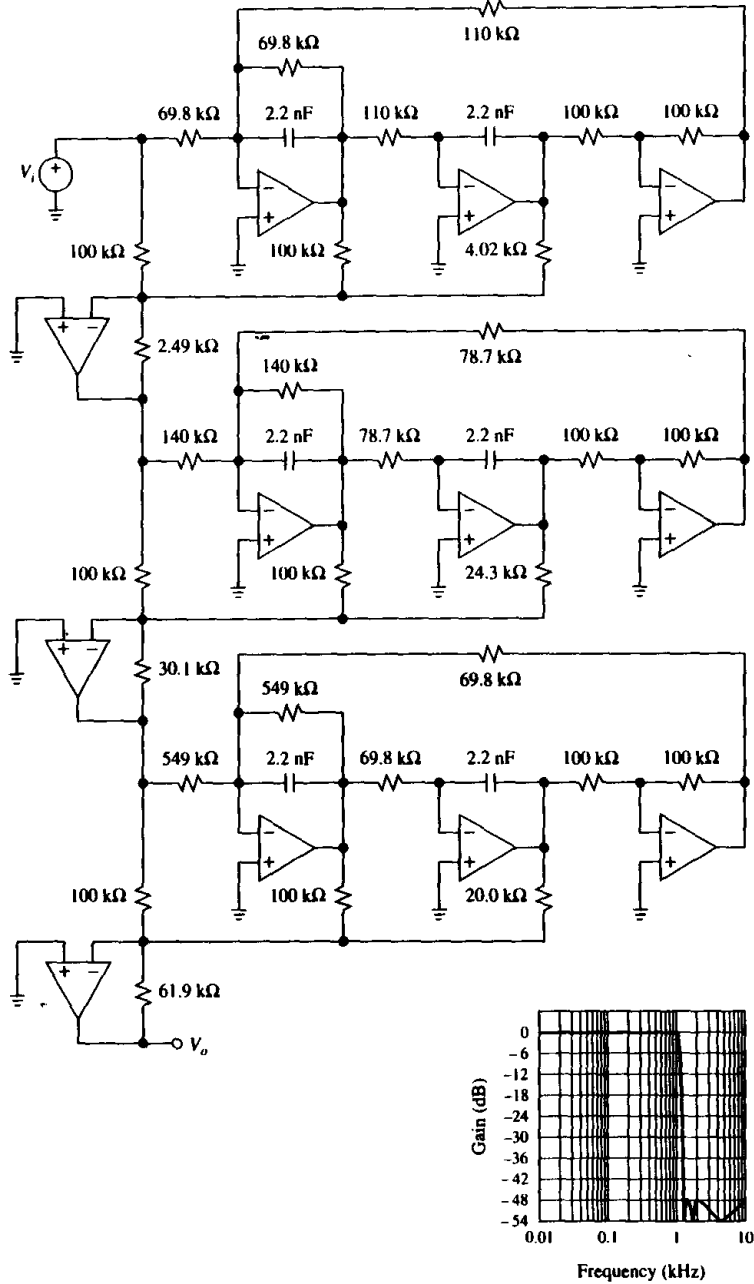 110 kΩ
69.8 kΩ
69.8 kΩ 2.2 nF 110 kΩ 2.2 nF 100 kΩ 100 kΩ
Vi + − + − + − +
100 kΩ 100 kΩ 4.02 kΩ
+ − 2.49 kΩ
78.7 kΩ
140 kΩ
140 kΩ 2.2 nF 78.7 kΩ 2.2 nF 100 kΩ 100 kΩ
− + − + − +
100 kΩ 100 kΩ 24.3 kΩ
+ − 30.1 kΩ
69.8 kΩ
549 kΩ
549 kΩ 2.2 nF 69.8 kΩ 2.2 nF 100 kΩ 100 kΩ
− + − + − +
100 kΩ 100 kΩ 20.0 kΩ
+ − 61.9 kΩ
Vo
Gain (dB)
0
−6
−12
−18
−24
−30
−36
−42
−48
−54
0.01 0.1 1 10
Frequency (kHz)